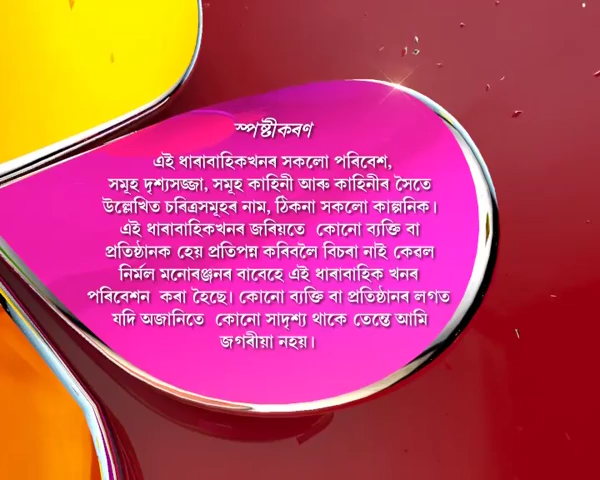 স্পষ্টীকৰণ
এই ধাৰাবাহিকখনৰ সকলো পৰিবেশ,
সমূহ দৃশ্যসজ্জা, সমূহ কাহিনী আৰু কাহিনীৰ সৈতে
উল্লেখিত চৰিত্ৰসমূহৰ নাম, ঠিকনা সকলো কাল্পনিক।
এই ধাৰাবাহিকখনৰ জৰিয়তে কোনো ব্যক্তি বা
প্ৰতিষ্ঠানক হেয় প্ৰতিপন্ন কৰিবলৈ বিচৰা নাই কেৱল
নিৰ্মল মনোৰঞ্জনৰ বাবেহে এই ধাৰাবাহিক খনৰ
পৰিবেশন কৰা হৈছে। কোনো ব্যক্তি বা প্ৰতিষ্ঠানৰ লগত
যদি অজানিতে কোনো সাদৃশ্য থাকে তেন্তে আমি
জগৰীয়া নহয়।